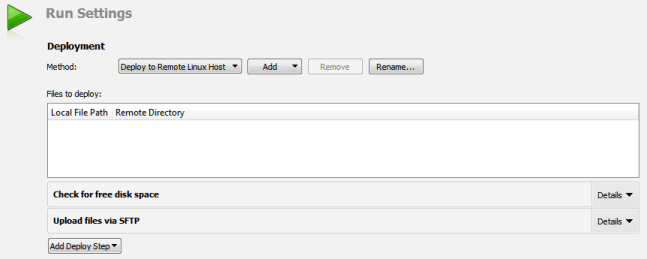 Run Settings
Deployment
Method: Deploy to Remote Linux Host Add Remove Rename...
Files to deploy:
Local File Path Remote Directory
Check for free disk space Details
Upload files via SFTP Details
Add Deploy Step